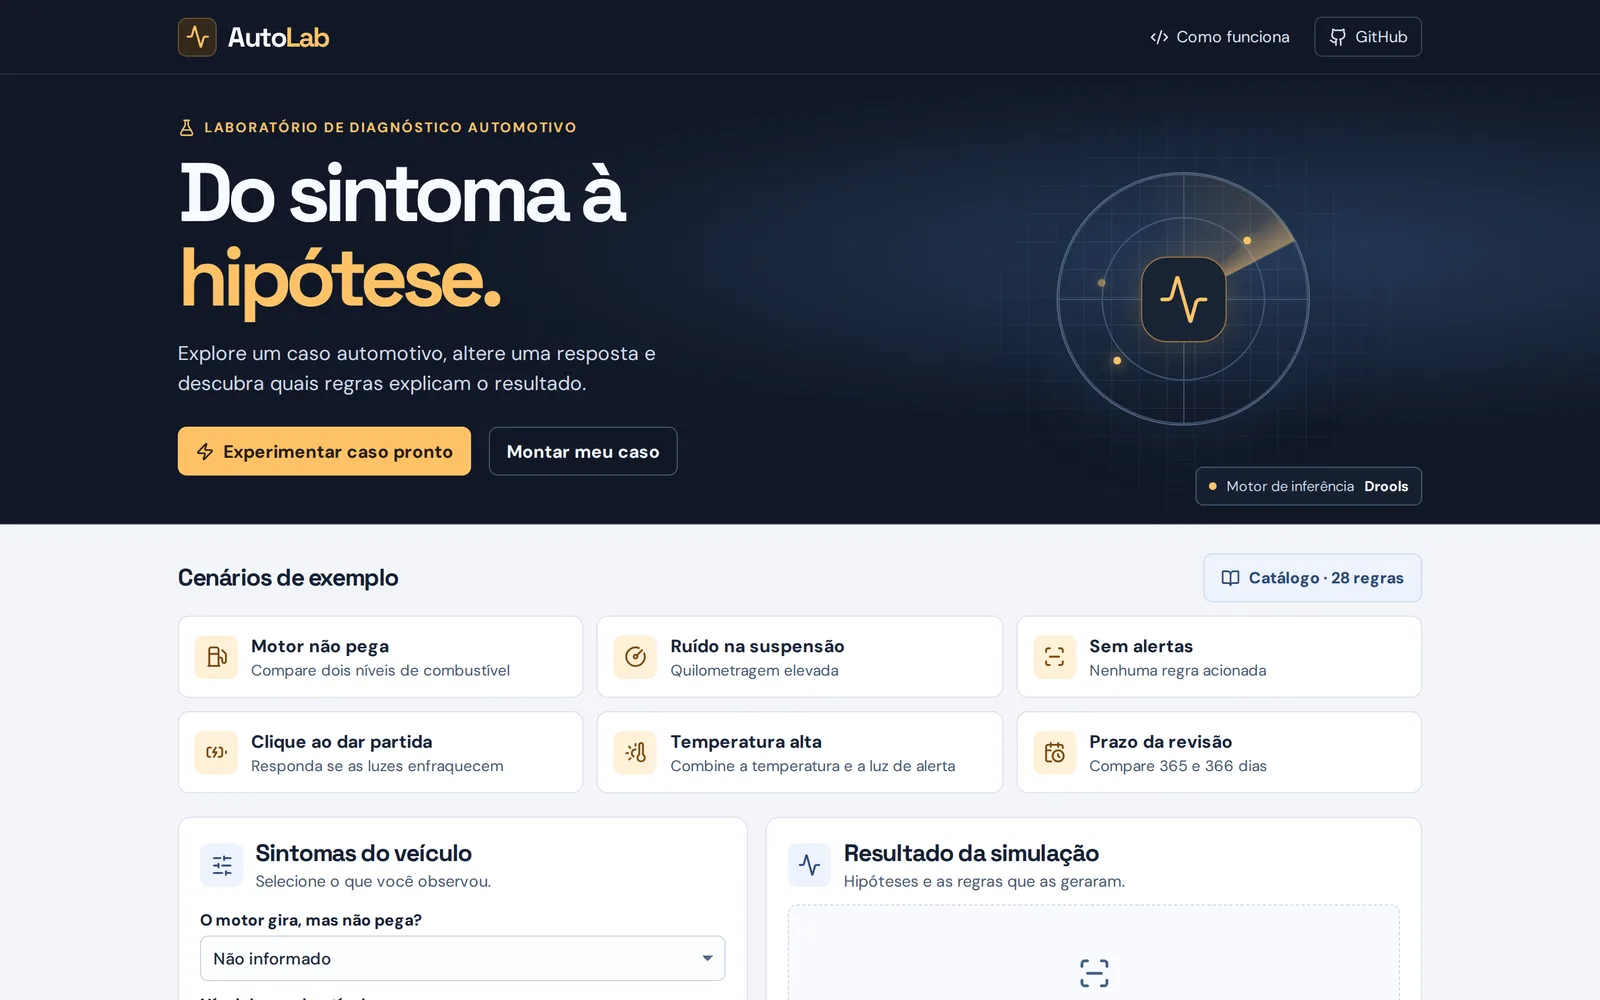 AutoLab
Como funciona
GitHub
LABORATÓRIO DE DIAGNÓSTICO AUTOMOTIVO
Do sintoma à
hipótese.
Explore um caso automotivo, altere uma resposta e
descubra quais regras explicam o resultado.
Experimentar caso pronto
Montar meu caso
Motor de inferência Drools
Cenários de exemplo
Catálogo · 28 regras
Motor não pega
Compare dois níveis de combustível
Ruído na suspensão
Quilometragem elevada
Sem alertas
Nenhuma regra acionada
Clique ao dar partida
Responda se as luzes enfraquecem
Temperatura alta
Combine a temperatura e a luz de alerta
Prazo da revisão
Compare 365 e 366 dias
Sintomas do veículo
Selecione o que você observou.
O motor gira, mas não pega?
Não informado
Resultado da simulação
Hipóteses e as regras que as geraram.